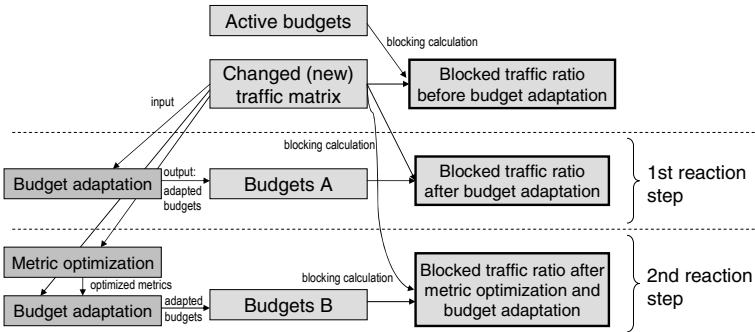 Active budgets
blocking calculation
Changed (new)
traffic matrix
Blocked traffic ratio
before budget adaptation
input
blocking calculation
Budget adaptation
output:
adapted
budgets
Budgets A
Blocked traffic ratio
after budget adaptation
1st reaction
step
Metric optimization
optimized metrics
Budget adaptation
adapted
budgets
Budgets B
blocking calculation
Blocked traffic ratio after
metric optimization and
budget adaptation
2nd reaction
step